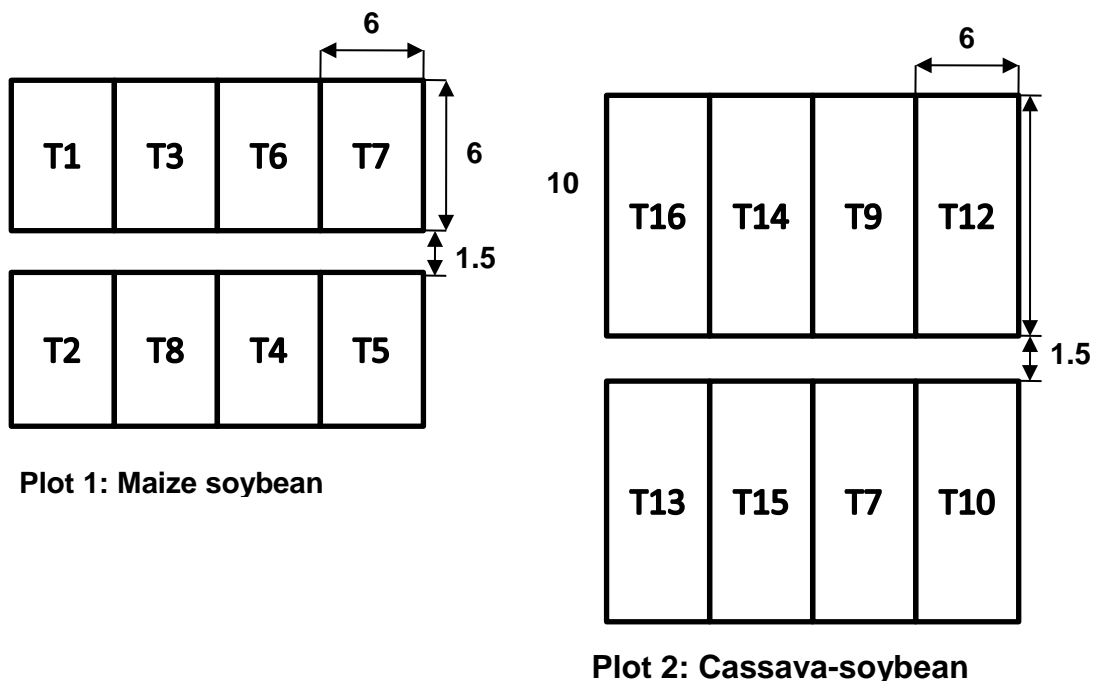 6
T1 T3 T6 T7
6
1.5
T2 T8 T4 T5
Plot 1: Maize soybean
6
10
T16 T14 T9 T12
1.5
T13 T15 T7 T10
Plot 2: Cassava-soybean